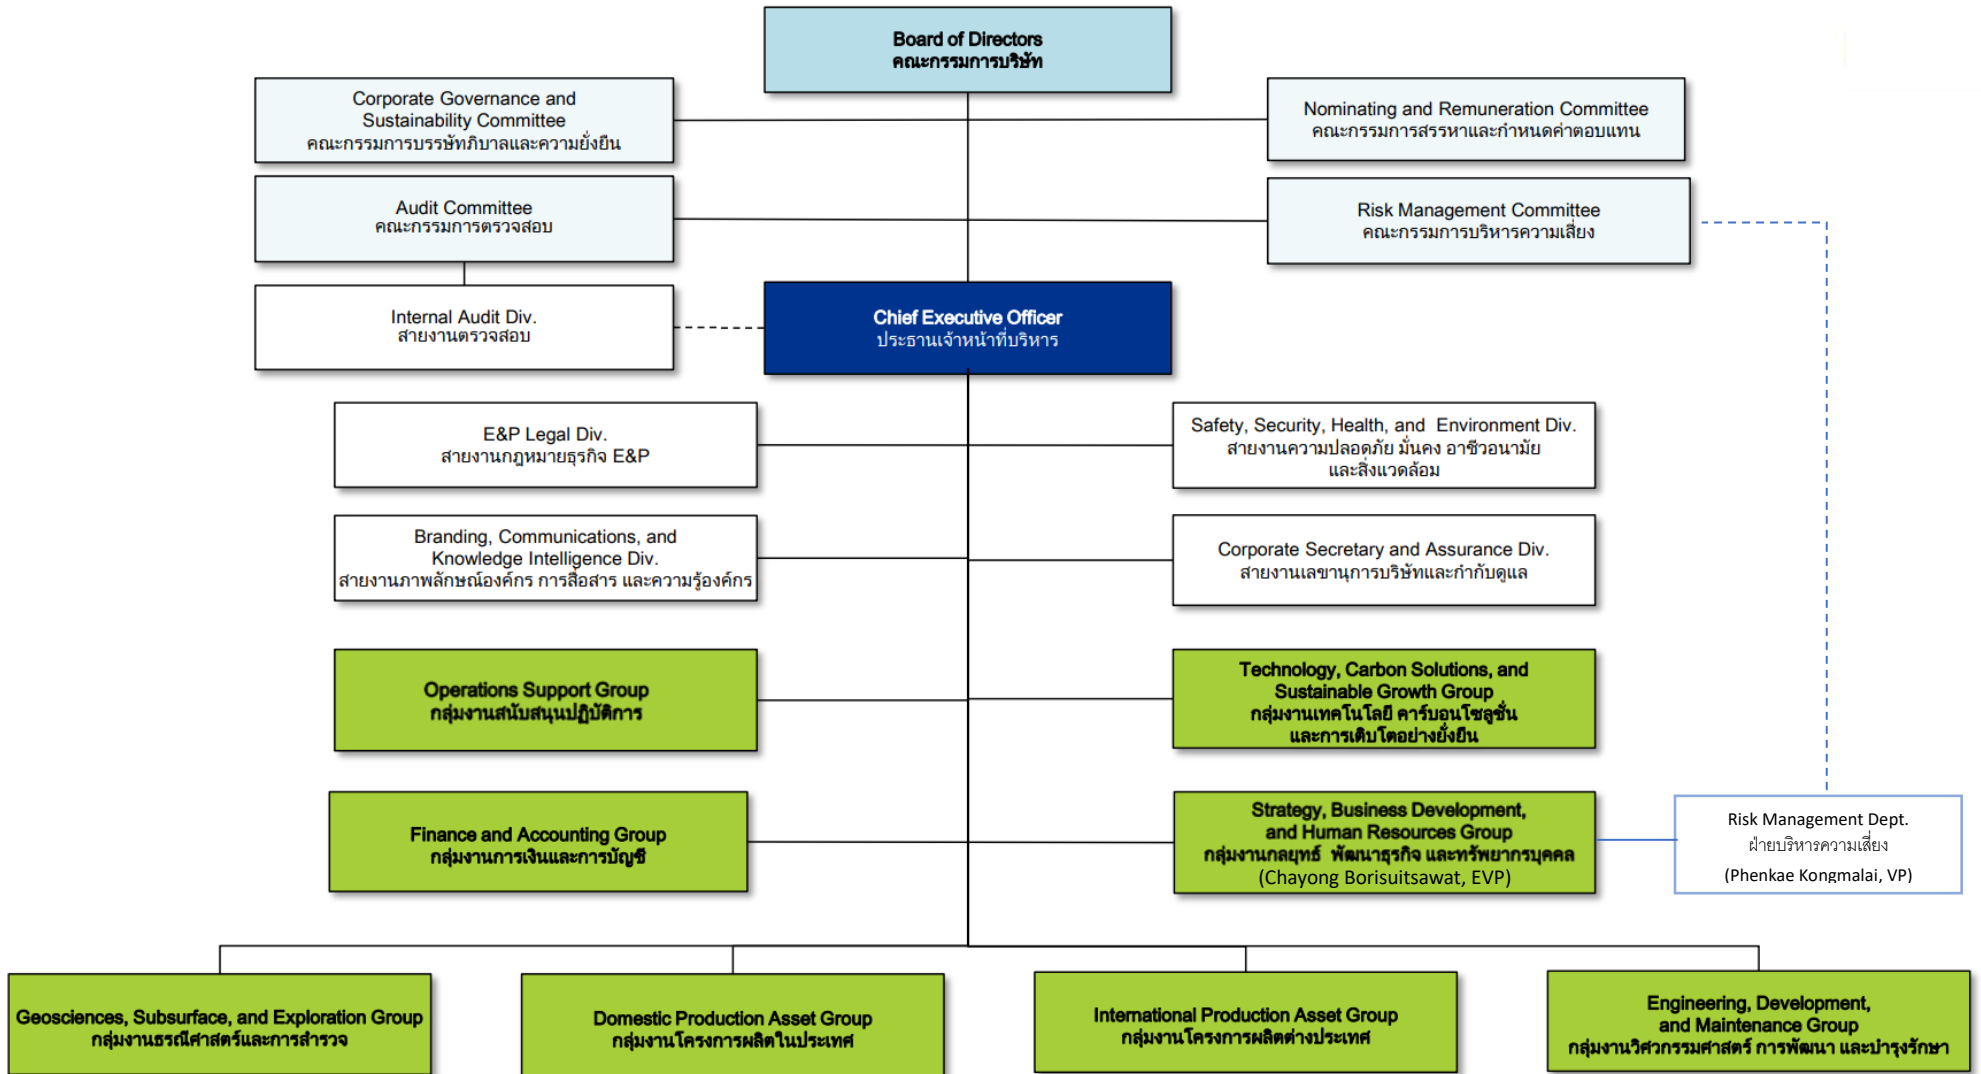 Board of Directors
คณะกรรมการบริษัท
Corporate Governance and
Sustainability Committee
คณะกรรมการบรรษัทภิบาลและความยั่งยืน
Nominating and Remuneration Committee
คณะกรรมการสรรหาและกำหนดค่าตอบแทน
Audit Committee
คณะกรรมการตรวจสอบ
Risk Management Committee
คณะกรรมการบริหารความเสี่ยง
Internal Audit Div.
สายงานตรวจสอบ
Chief Executive Officer
ประธานเจ้าหน้าที่บริหาร
E&P Legal Div.
สายงานกฎหมายธุรกิจ E&P
Safety, Security, Health, and Environment Div.
สายงานความปลอดภัย มั่นคง อาชีวอนามัย
และสิ่งแวดล้อม
Branding, Communications, and
Knowledge Intelligence Div.
สายงานภาพลักษณ์องค์กร การสื่อสาร และความรู้องค์กร
Corporate Secretary and Assurance Div.
สายงานเลขานุการบริษัทและกำกับดูแล
Operations Support Group
กลุ่มงานสนับสนุนปฏิบัติการ
Technology, Carbon Solutions, and
Sustainable Growth Group
กลุ่มงานเทคโนโลยี คาร์บอนโซลูชั่น
และการเติบโตอย่างยั่งยืน
Finance and Accounting Group
กลุ่มงานการเงินและการบัญชี
Strategy, Business Development,
and Human Resources Group
กลุ่มงานกลยุทธ์ พัฒนาธุรกิจ และทรัพยากรบุคคล
(Chayong Borisuitsawat, EVP)
Risk Management Dept.
ฝ่ายบริหารความเสี่ยง
(Phenkae Kongmalai, VP)
Geosciences, Subsurface, and Exploration Group
กลุ่มงานธรณีศาสตร์และการสำรวจ
Domestic Production Asset Group
กลุ่มงานโครงการผลิตในประเทศ
International Production Asset Group
กลุ่มงานโครงการผลิตต่างประเทศ
Engineering, Development,
and Maintenance Group
กลุ่มงานวิศวกรรมศาสตร์ การพัฒนา และบำรุงรักษา